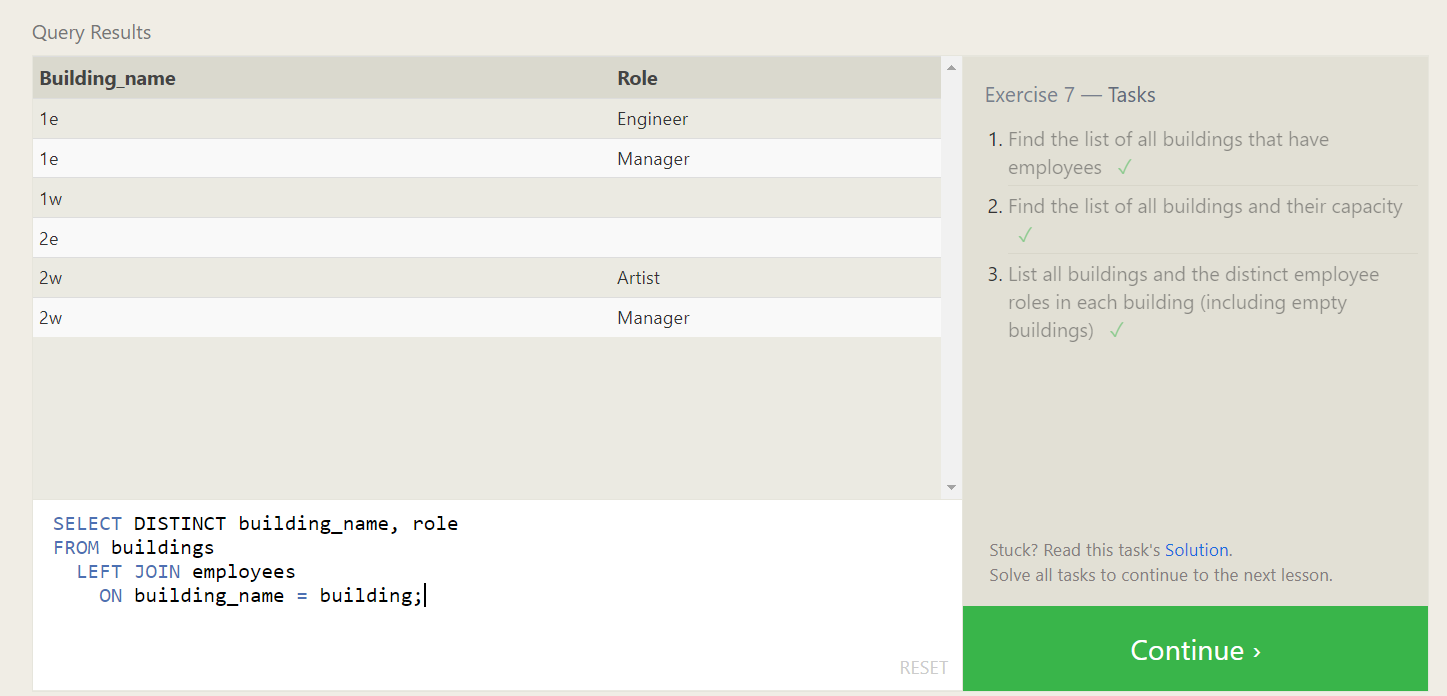 Query Results
Building_name Role
1e Engineer
1e Manager
1w
2e
2w Artist
2w Manager
SELECT DISTINCT building_name, role
FROM buildings
LEFT JOIN employees
ON building_name = building;
RESET
Exercise 7 — Tasks
1. Find the list of all buildings that have
employees ✓
2. Find the list of all buildings and their capacity
✓
3. List all buildings and the distinct employee
roles in each building (including empty
buildings) ✓
Stuck? Read this task's Solution.
Solve all tasks to continue to the next lesson.
Continue ›